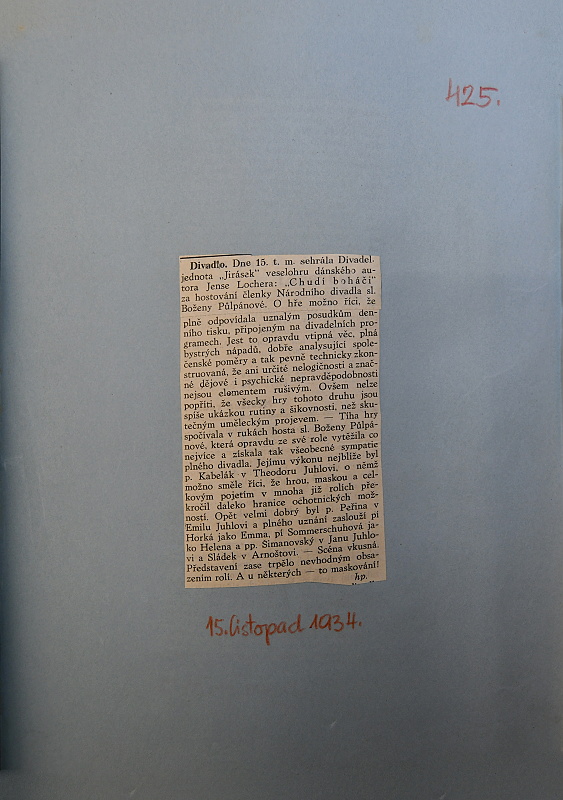 425.
Divadlo. Dne 15. t. m. sehrála Divadel.
jednota „Jirásek" veselohru dánského au-
tora Jense Lochera: „Chudí boháči"
za hostování členky Národního divadla sl.
Boženy Půlpánové. O hře možno říci, že
plně odpovídala uznalým posudkům den-
ního tisku, připojeným na divadelních pro-
gramech. Jest to opravdu vtipná věc, plná
bystrých nápadů, dobře analysující spole-
čenské poměry a tak pevně technicky zkon-
struovaná, že ani určité nelogičnosti a znač-
né dějové i psychické nepravděpodobnosti
nejsou elementem rušivým. Ovšem nelze
popříti, že všecky hry tohoto druhu jsou
spíše ukázkou rutiny a šikovnosti, než sku-
tečným uměleckým projevem. — Tíha hry
spočívala v rukách hosta sl. Boženy Půlpá-
nové, která opravdu ze své role vytěžila co
nejvíce a získala tak všeobecné sympatie
plného divadla. Jejímu výkonu nejblíže byl
p. Kabelák v Theodoru Juhlovi, o němž
možno směle říci, že hrou, maskou a cel-
kovým pojetím v mnoha již rolích pře-
kročil daleko hranice ochotnických mož-
ností. Opět velmi dobrý byl p. Peřina v
Emilu Juhlovi a plného uznání zaslouží pí
Horká jako Emma, pí Sommerschuhová ja-
ko Helena a pp. Šimanovský v Janu Juhlo-
vi a Sládek v Arnoštovi. — Scéna vkusná.
Představení zase trpělo nevhodným obsa-
zením rolí. A u některých — to maskování!
hp.
15. listopad 1934.